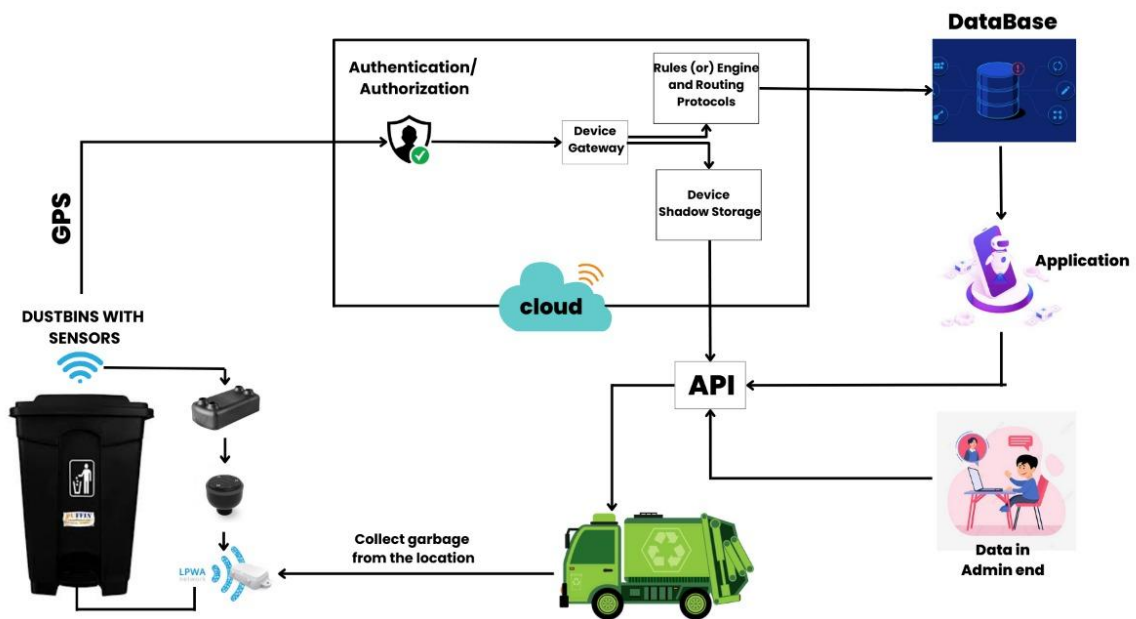 DataBase
Authentication/
Authorization
Rules (or) Engine
and Routing
Protocols
Device
Gateway
Device
Shadow Storage
GPS
cloud
Application
DUSTBINS WITH
SENSORS
API
Collect garbage
from the location
LPWA
network
Data in
Admin end